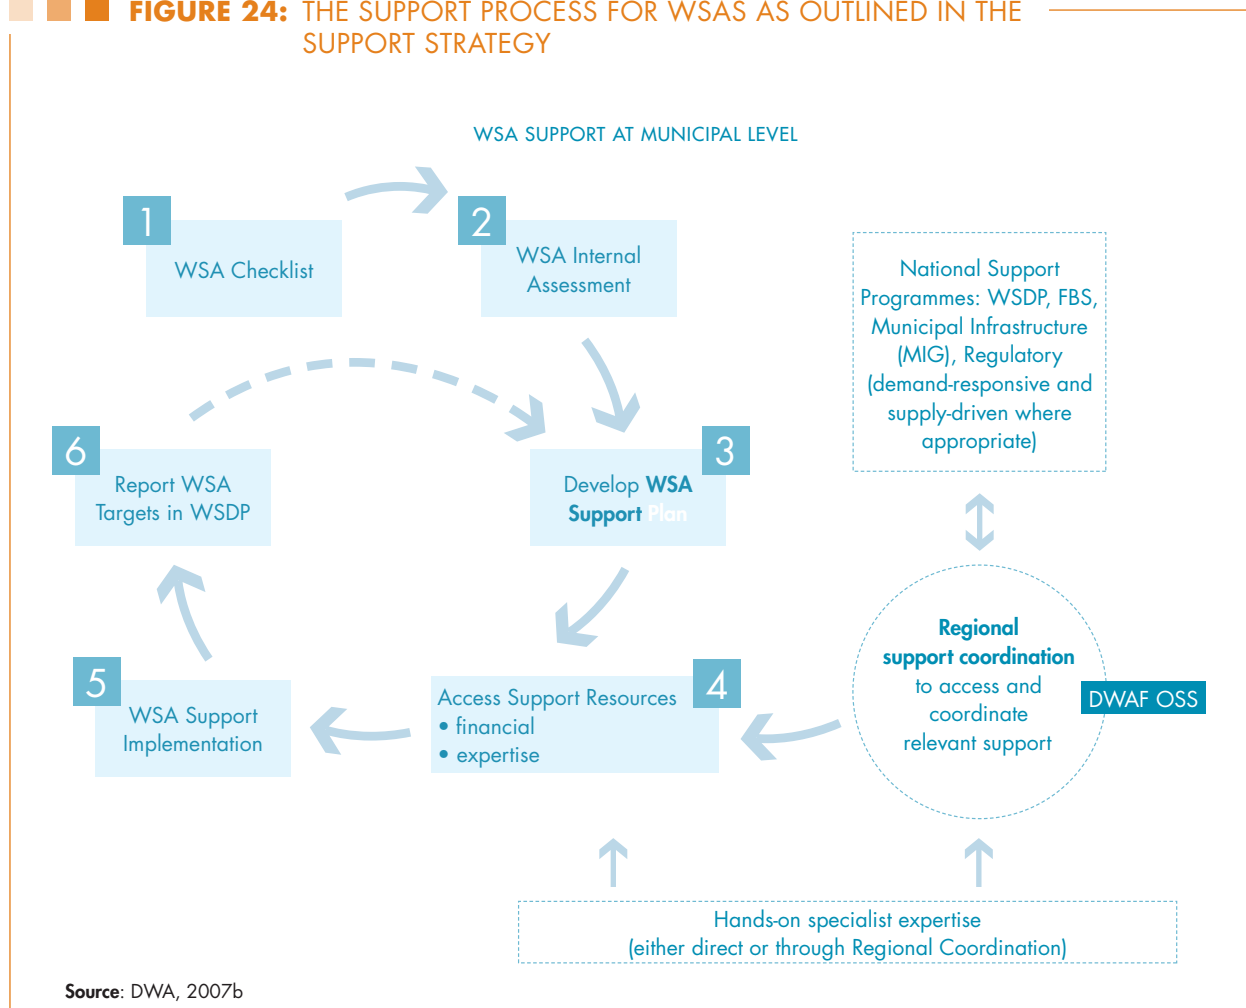 FIGURE 24: THE SUPPORT PROCESS FOR WSAS AS OUTLINED IN THE
SUPPORT STRATEGY
WSA SUPPORT AT MUNICIPAL LEVEL
1
WSA Checklist
2
WSA Internal
Assessment
3
Develop WSA
Support Plan
4
Access Support Resources
• financial
• expertise
5
WSA Support
Implementation
6
Report WSA
Targets in WSDP
National Support
Programmes: WSDP, FBS,
Municipal Infrastructure
(MIG), Regulatory
(demand-responsive and
supply-driven where
appropriate)
Regional
support coordination
to access and
coordinate
relevant support
DWAF OSS
Hands-on specialist expertise
(either direct or through Regional Coordination)
Source: DWA, 2007b